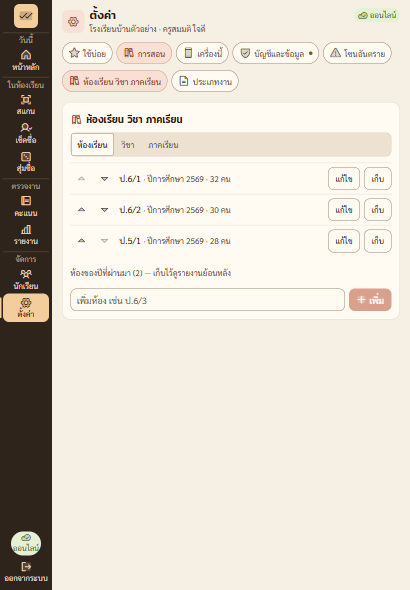 วันนี้
หน้าหลัก
ในห้องเรียน
สแกน
เช็คชื่อ
สุ่มชื่อ
ตรวจงาน
คะแนน
รายงาน
จัดการ
นักเรียน
ตั้งค่า
ออนไลน์
ออกจากระบบ
ตั้งค่า
โรงเรียนบ้านตัวอย่าง · ครูสมมติ ใจดี
ออนไลน์
ใช้บ่อย การสอน เครื่องนี้ บัญชีและข้อมูล โซนอันตราย
ห้องเรียน วิชา ภาคเรียน ประเภทงาน
ห้องเรียน วิชา ภาคเรียน
ห้องเรียน วิชา ภาคเรียน
ป.6/1 · ปีการศึกษา 2569 · 32 คน แก้ไข เก็บ
ป.6/2 · ปีการศึกษา 2569 · 30 คน แก้ไข เก็บ
ป.5/1 · ปีการศึกษา 2569 · 28 คน แก้ไข เก็บ
ห้องของปีที่ผ่านมา (2) — เก็บไว้ดูรายงานย้อนหลัง
เพิ่มห้อง เช่น ป.6/3 เพิ่ม